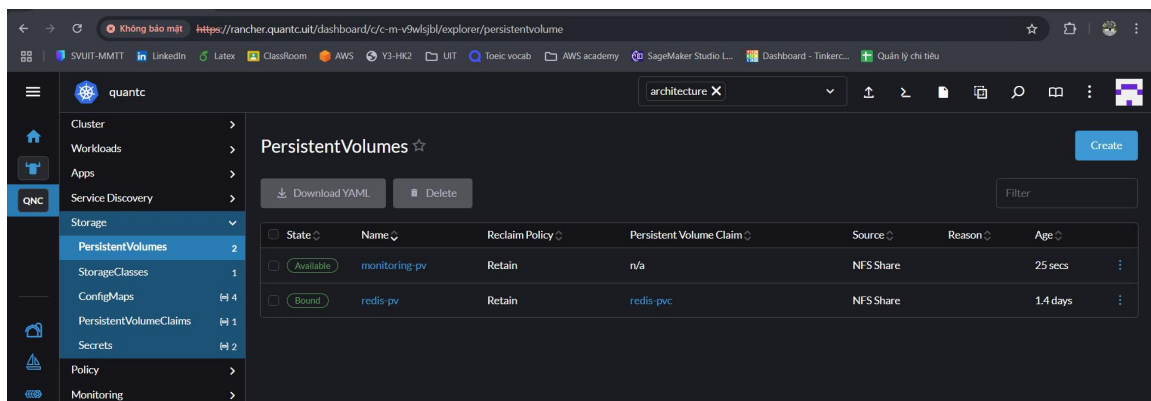 Không bảo mật https://rancher.quantc.uit/dashboard/c/c-m-v9wlsjbl/explorer/persistentvolume
SVUIT-MMTT LinkedIn Latex ClassRoom AWS Y3-HK2 UIT Toeic vocab AWS academy SageMaker Studio L... Dashboard - Tinkerc... Quản lý chi tiêu
quantc architecture
Cluster
Workloads
Apps
Service Discovery
Storage
PersistentVolumes 2
StorageClasses 1
ConfigMaps 4
PersistentVolumeClaims 1
Secrets 2
Policy
Monitoring
QNC
PersistentVolumes Create
Download YAML Delete Filter
State Name Reclaim Policy Persistent Volume Claim Source Reason Age
Available monitoring-pv Retain n/a NFS Share 25 secs
Bound redis-pv Retain redis-pvc NFS Share 1.4 days